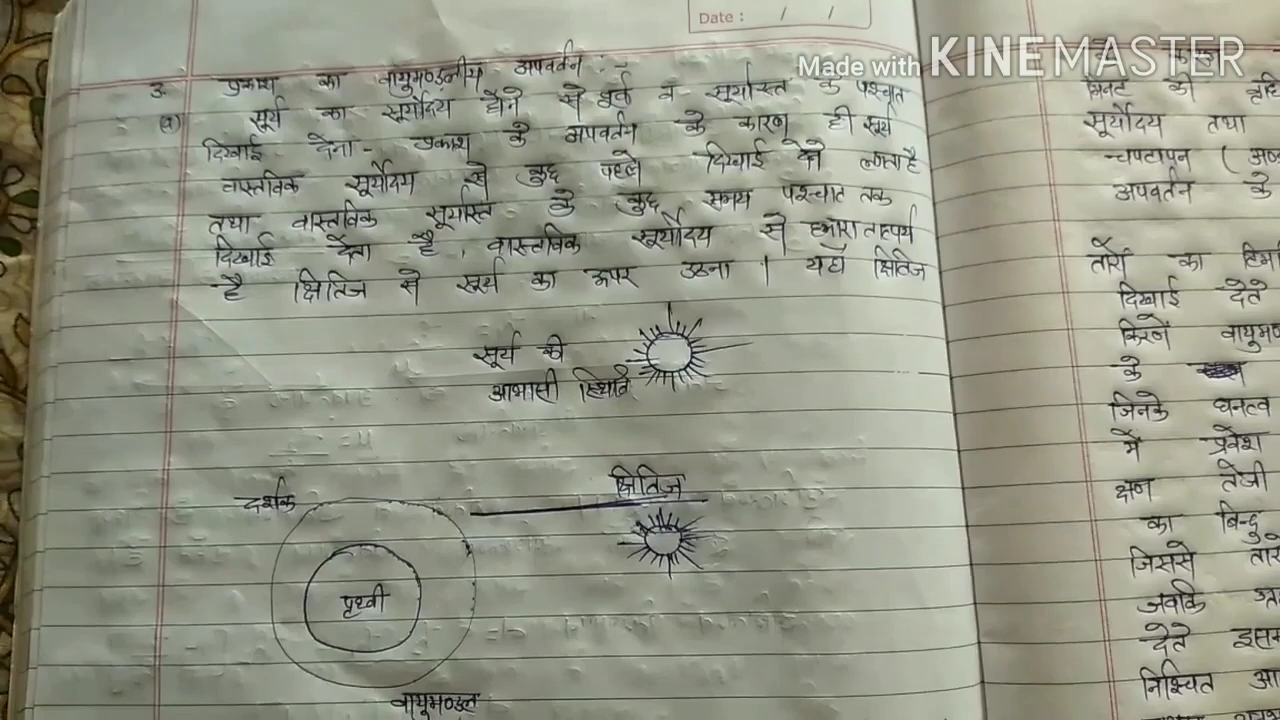 Date : / /
Made with KINEMASTER
3. प्रकाश का वायुमण्डलीय अपवर्तन :-
सूर्य का सूर्योदय होने से पूर्व व सूर्यास्त के पश्चात
दिखाई देना - प्रकाश के अपवर्तन के कारण ही सूर्य
वास्तविक सूर्योदय से कुछ पहले दिखाई देने लगता है
तथा वास्तविक सूर्यास्त के कुछ समय पश्चात तक
दिखाई देता है, वास्तविक सूर्योदय से हमारा तात्पर्य
है क्षितिज से सूर्य का ऊपर उठना । यहाँ क्षितिज
सूर्य की
आभासी स्थिति
क्षितिज
दर्शक
पृथ्वी
वायुमण्डल
मिनट की
सूर्योदय तथा
चपटापन
अपवर्तन के
तारों का
दिखाई देते
किरणें
के
जिनके घनत्व
में प्रवेश
क्षण तेजी
का बिन्दु
जिससे तारे
जबकि
देते
निश्चित